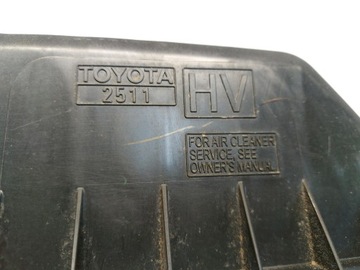 TOYOTA
2511
HV
FOR AIR CLEANER
SERVICE, SEE
OWNER'S MANUAL